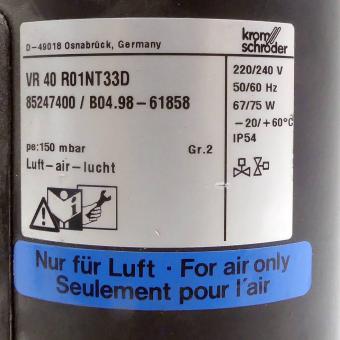 D-49018 Osnabrück, Germany
krom
schröder
VR 40 R01NT33D
85247400 / B04.98-61858
220/240 V
50/60 Hz
67/75 W
-20/+60°C
IP54
pe:150 mbar
Gr.2
Luft-air-lucht
Nur für Luft · For air only
Seulement pour l'air